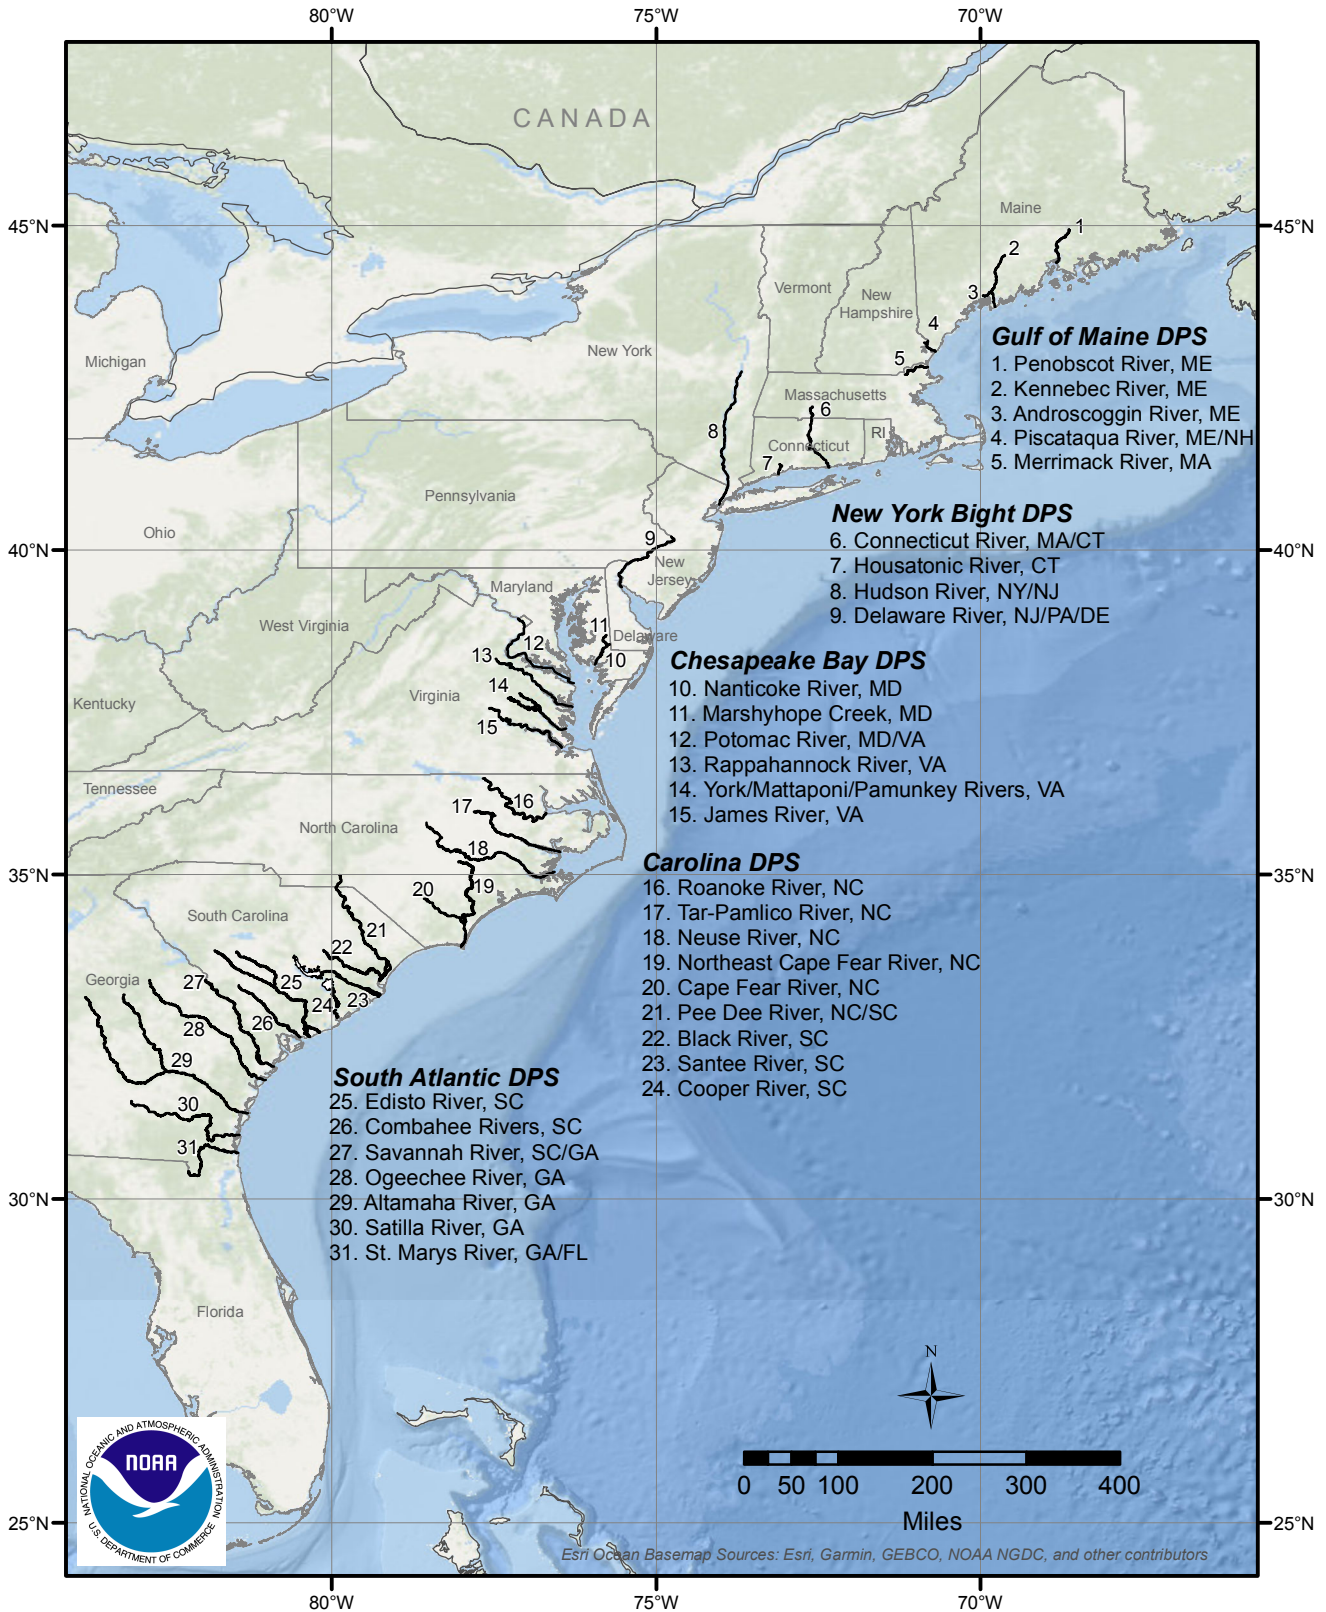 80°W 75°W 70°W
CANADA
Maine
45°N 45°N
1
2
3
Vermont
New
Hampshire
4
5
Gulf of Maine DPS
1. Penobscot River, ME
2. Kennebec River, ME
3. Androscoggin River, ME
4. Piscataqua River, ME/NH
5. Merrimack River, MA
Michigan
New York
Massachusetts
6
8
Connecticut
RI
7
Pennsylvania
Ohio
New York Bight DPS
6. Connecticut River, MA/CT
7. Housatonic River, CT
8. Hudson River, NY/NJ
9. Delaware River, NJ/PA/DE
9
40°N 40°N
New
Jersey
Maryland
West Virginia
11
Delaware
12
13
10
14
15
Virginia
Kentucky
Chesapeake Bay DPS
10. Nanticoke River, MD
11. Marshyhope Creek, MD
12. Potomac River, MD/VA
13. Rappahannock River, VA
14. York/Mattaponi/Pamunkey Rivers, VA
15. James River, VA
Tennessee
North Carolina
16
17
18
19
20
Carolina DPS
16. Roanoke River, NC
17. Tar-Pamlico River, NC
18. Neuse River, NC
19. Northeast Cape Fear River, NC
20. Cape Fear River, NC
21. Pee Dee River, NC/SC
22. Black River, SC
23. Santee River, SC
24. Cooper River, SC
35°N 35°N
South Carolina
21
22
Georgia
27
25
24
23
28
26
29
30
31
South Atlantic DPS
25. Edisto River, SC
26. Combahee Rivers, SC
27. Savannah River, SC/GA
28. Ogeechee River, GA
29. Altamaha River, GA
30. Satilla River, GA
31. St. Marys River, GA/FL
30°N 30°N
Florida
N
NATIONAL OCEANIC AND ATMOSPHERIC ADMINISTRATION
NOAA
U.S. DEPARTMENT OF COMMERCE
0 50 100 200 300 400
Miles
25°N 25°N
Esri Ocean Basemap Sources: Esri, Garmin, GEBCO, NOAA NGDC, and other contributors
80°W 75°W 70°W